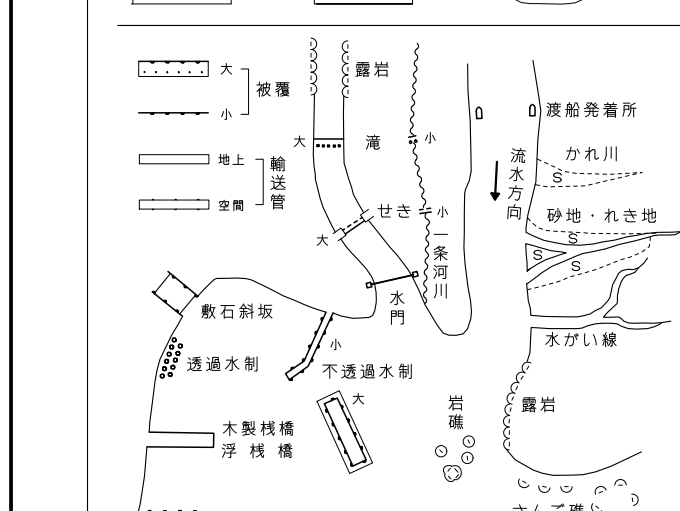 大
被覆
小
地上
輸送管
空間
露岩
大
滝
小
せき
小
大
一条河川
水門
渡船発着所
流水方向
かれ川
砂地・れき地
S
S
S
S
水がい線
敷石斜坂
透過水制
小
不透過水制
大
木製桟橋
浮桟橋
岩礁
露岩